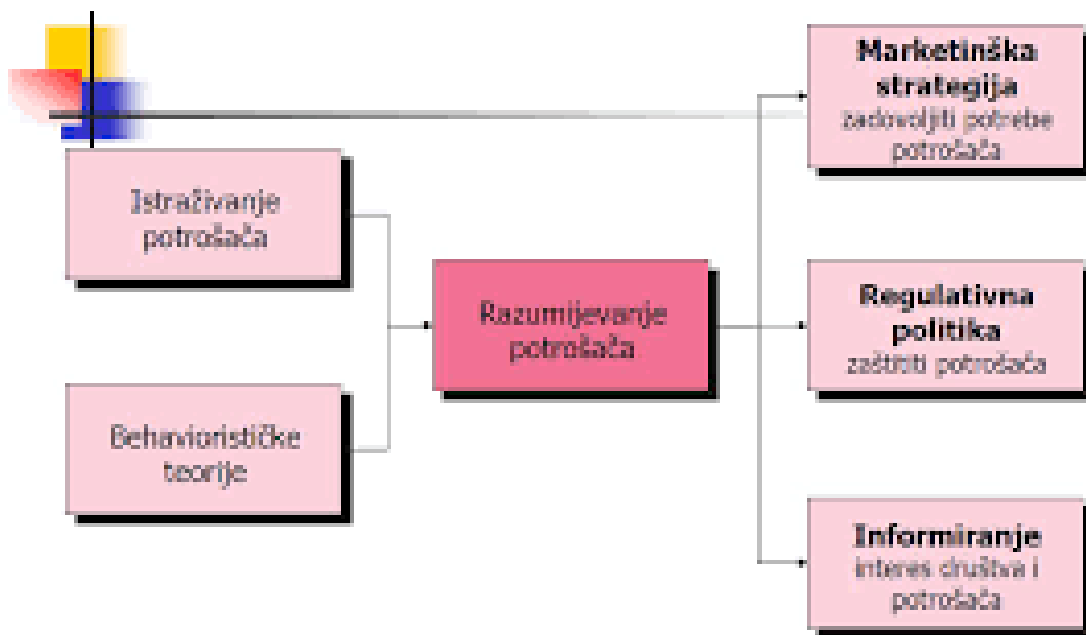 Istraživanje
potrošača
Behaviorističke
teorije
Razumijevanje
potrošača
Marketinška
strategija
zadovoljiti potrebe
potrošača
Regulativna
politika
zaštititi potrošača
Informiranje
interes društva i
potrošača